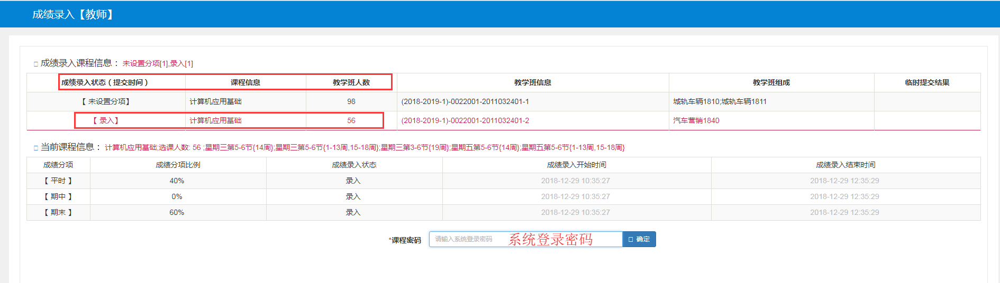 成绩录入【教师】
成绩录入课程信息： 未设置分项[1],录入[1]
成绩录入状态（提交时间） 课程信息 教学班人数 教学班信息 教学班组成 临时提交结果
【 未设置分项】 计算机应用基础 98 (2018-2019-1)-0022001-2011032401-1 城轨车辆1810;城轨车辆1811
【 录入】 计算机应用基础 56 (2018-2019-1)-0022001-2011032401-2 汽车营销1840
当前课程信息： 计算机应用基础;选课人数: 56 ;星期三第5-6节{14周};星期三第5-6节{1-13周,15-18周};星期三第3-6节{19周};星期五第5-6节{14周};星期五第5-6节{1-13周,15-18周}
成绩分项 成绩分项比例 成绩录入状态 成绩录入开始时间 成绩录入结束时间
【 平时 】 40% 录入 2018-12-29 10:35:27 2018-12-29 12:35:29
【 期中 】 0% 录入 2018-12-29 10:35:27 2018-12-29 12:35:29
【 期末 】 60% 录入 2018-12-29 10:35:27 2018-12-29 12:35:29
*课程密码 请输入系统登录密码 系统登录密码 确定